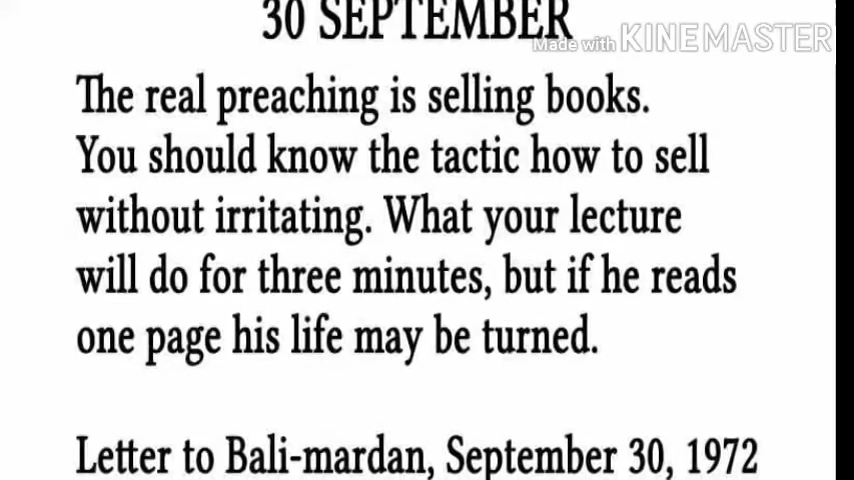 30 SEPTEMBER
Made with KINEMASTER
The real preaching is selling books.
You should know the tactic how to sell
without irritating. What your lecture
will do for three minutes, but if he reads
one page his life may be turned.
Letter to Bali-mardan, September 30, 1972